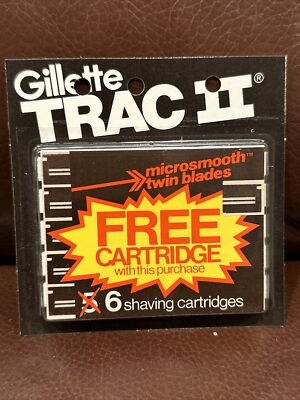 Gillette
TRAC II®
microsmooth™
twin blades
FREE
CARTRIDGE
with this purchase
5 6 shaving cartridges